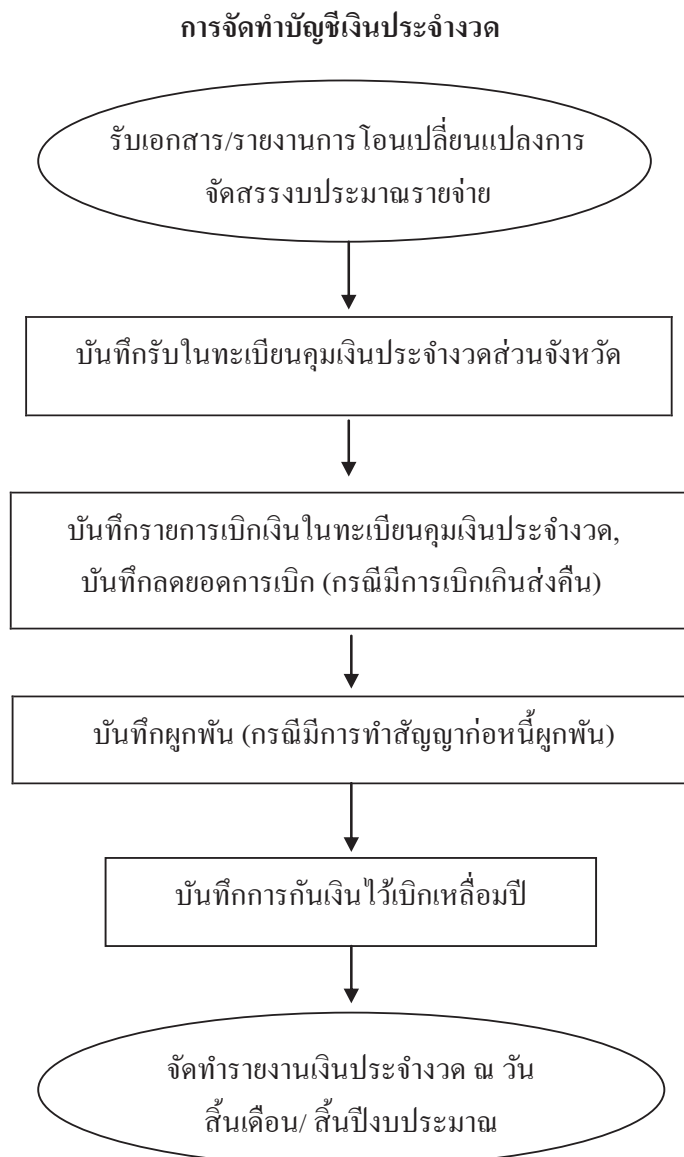 การจัดทำบัญชีเงินประจำงวด
รับเอกสาร/รายงานการโอนเปลี่ยนแปลงการ
จัดสรรงบประมาณรายจ่าย
บันทึกรับในทะเบียนคุมเงินประจำงวดส่วนจังหวัด
บันทึกรายการเบิกเงินในทะเบียนคุมเงินประจำงวด,
บันทึกลดยอดการเบิก (กรณีมีการเบิกเกินส่งคืน)
บันทึกผูกพัน (กรณีมีการทำสัญญาก่อหนี้ผูกพัน)
บันทึกการกันเงินไว้เบิกเหลื่อมปี
จัดทำรายงานเงินประจำงวด ณ วัน
สิ้นเดือน/ สิ้นปีงบประมาณ